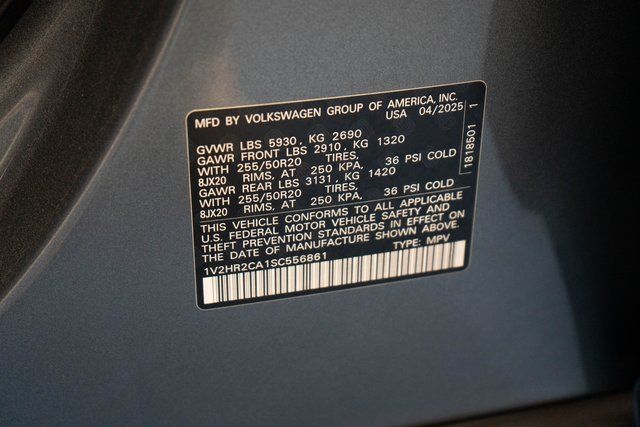 MFD BY VOLKSWAGEN GROUP OF AMERICA, INC.
USA 04/2025
GVWR LBS 5930, KG 2690
GAWR FRONT LBS 2910, KG 1320
WITH 255/50R20 TIRES,
8JX20 RIMS, AT 250 KPA, 36 PSI COLD
GAWR REAR LBS 3131, KG 1420
WITH 255/50R20 TIRES,
8JX20 RIMS, AT 250 KPA, 36 PSI COLD
1818501 1
THIS VEHICLE CONFORMS TO ALL APPLICABLE
U.S. FEDERAL MOTOR VEHICLE SAFETY AND
THEFT PREVENTION STANDARDS IN EFFECT ON
THE DATE OF MANUFACTURE SHOWN ABOVE.
1V2HR2CA1SC556861 TYPE: MPV